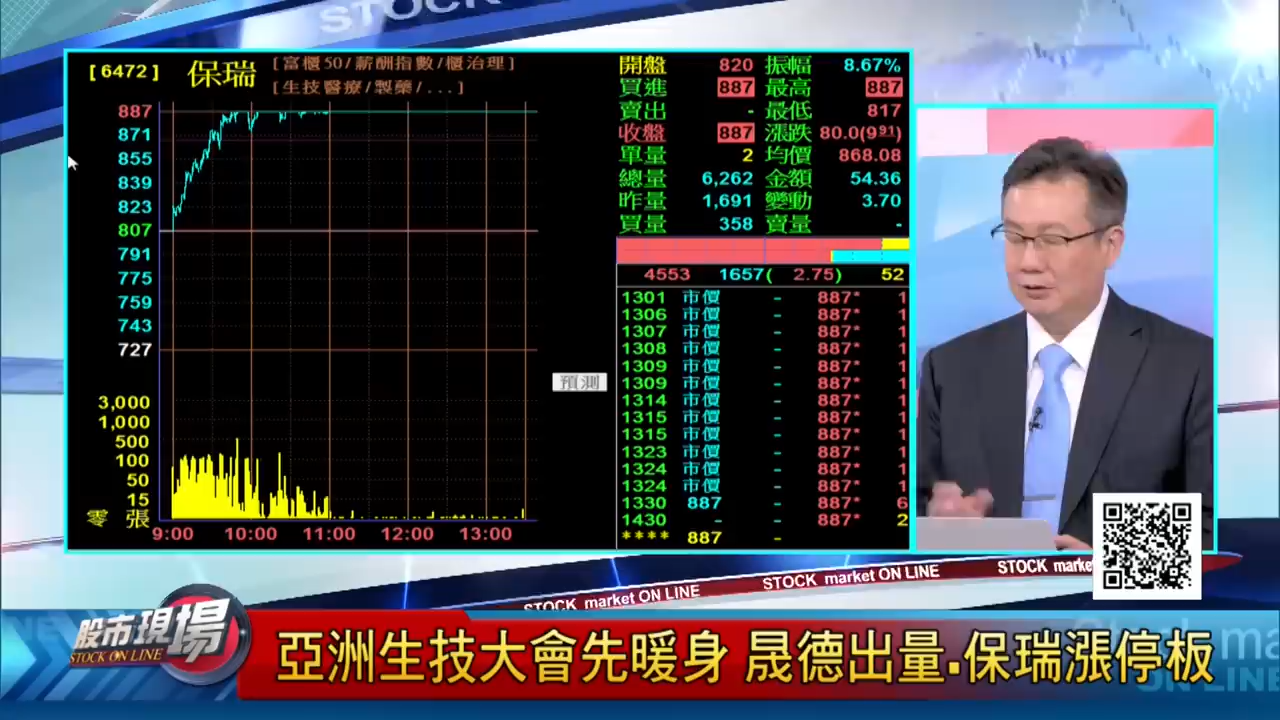 STOCK
[ 6472 ] 保瑞 [富櫃50/薪酬指數/櫃治理]
[生技醫療/製藥/...]
887
871
855
839
823
807
791
775
759
743
727
3,000
1,000
500
100
50
15
零 張
9:00 10:00 11:00 12:00 13:00
預測
開盤 820 振幅 8.67%
買進 887 最高 887
賣出 - 最低 817
收盤 887 漲跌 80.0(9.91)
單量 2 均價 868.08
總量 6,262 金額 54.36
昨量 1,691 變動 3.70
買量 358 賣量 -
4553 1657( 2.75) 52
1301 市價 - 887* 1
1306 市價 - 887* 1
1307 市價 - 887* 1
1308 市價 - 887* 1
1309 市價 - 887* 1
1309 市價 - 887* 1
1314 市價 - 887* 1
1315 市價 - 887* 1
1315 市價 - 887* 1
1323 市價 - 887* 1
1324 市價 - 887* 1
1324 市價 - 887* 1
1330 887 - 887* 6
1430 - - 887* 2
**** 887 -
STOCK market ON LINE STOCK market ON LINE STOCK marke
股市現場
STOCK ON LINE
亞洲生技大會先暖身 晟德出量.保瑞漲停板